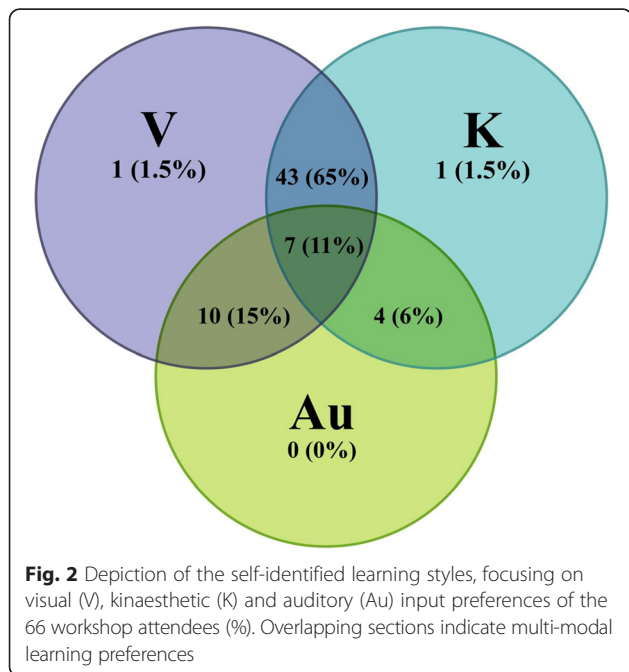 V
1 (1.5%)
K
1 (1.5%)
43 (65%)
7 (11%)
10 (15%)
4 (6%)
Au
0 (0%)
Fig. 2 Depiction of the self-identified learning styles, focusing on
visual (V), kinaesthetic (K) and auditory (Au) input preferences of the
66 workshop attendees (%). Overlapping sections indicate multi-modal
learning preferences